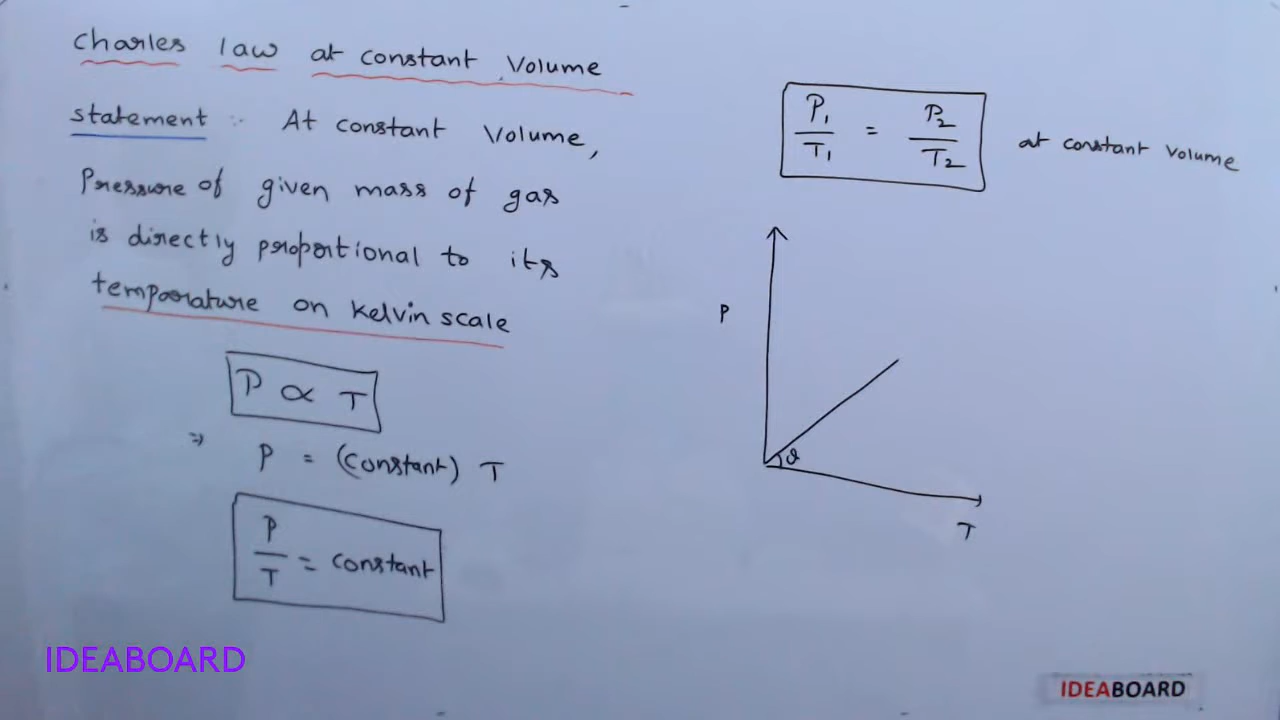 charles law at constant volume
statement :- At constant volume,
Pressure of given mass of gas
is directly proportional to its
temparature on kelvin scale
P ∝ T
⇒ P = (constant) T
P/T = constant
P₁/T₁ = P₂/T₂ at constant volume
P
θ
T
IDEABOARD
IDEABOARD